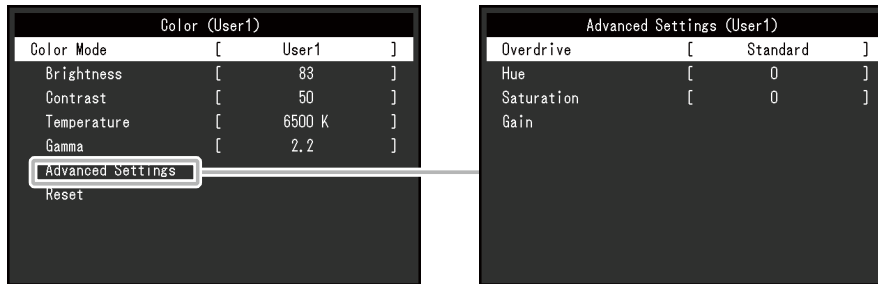 Color (User1)
Color Mode [ User1 ]
Brightness [ 83 ]
Contrast [ 50 ]
Temperature [ 6500 K ]
Gamma [ 2.2 ]
Advanced Settings
Reset
Advanced Settings (User1)
Overdrive [ Standard ]
Hue [ 0 ]
Saturation [ 0 ]
Gain